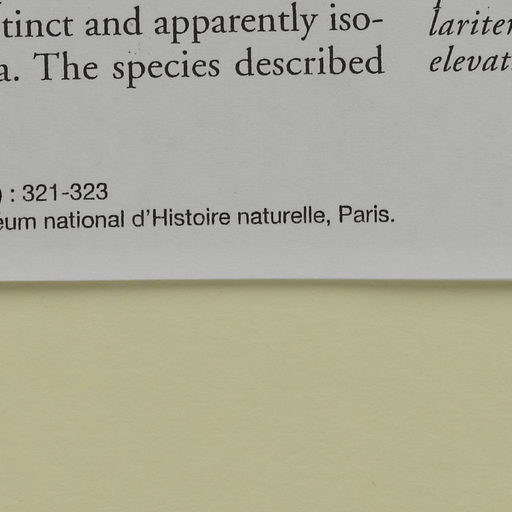 tinct and apparently iso-
a. The species described
) : 321-323
eum national d'Histoire naturelle, Paris.
lariter
elevat